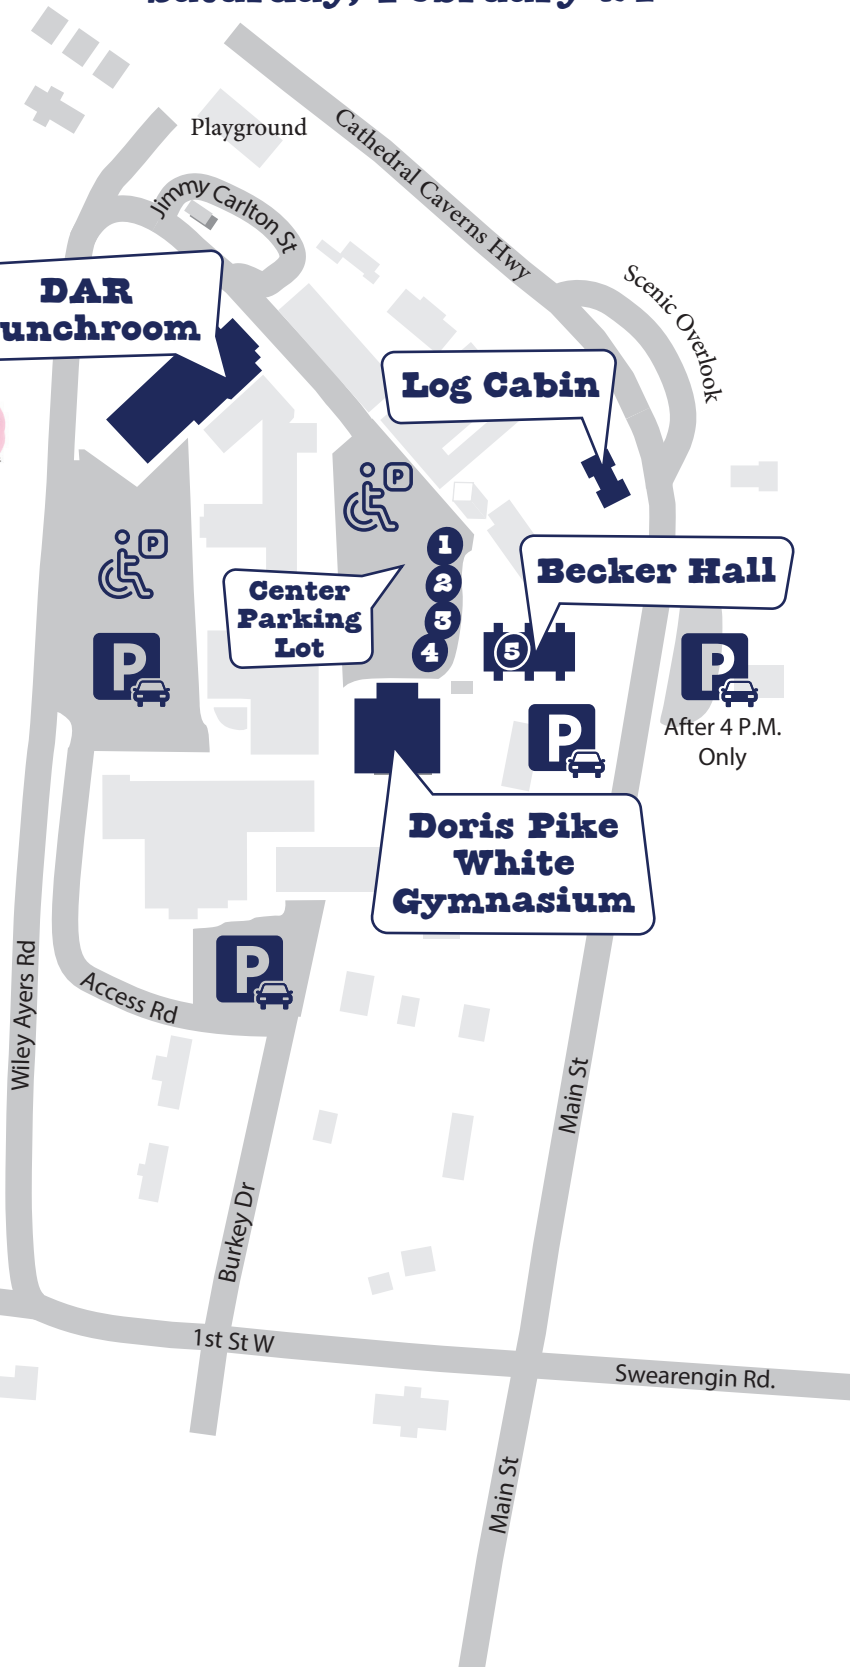 Saturday, February
Playground
Cathedral Caverns Hwy
Jimmy Carlton St
Scenic Overlook
DAR
unchroom
Log Cabin
P
P
1
2
3
4
Center
Parking
Lot
Becker Hall
5
P
P
After 4 P.M.
Only
P
Doris Pike
White
Gymnasium
P
Access Rd
Wiley Ayers Rd
Main St
Burkey Dr
1st St W
Swearengin Rd.
Main St